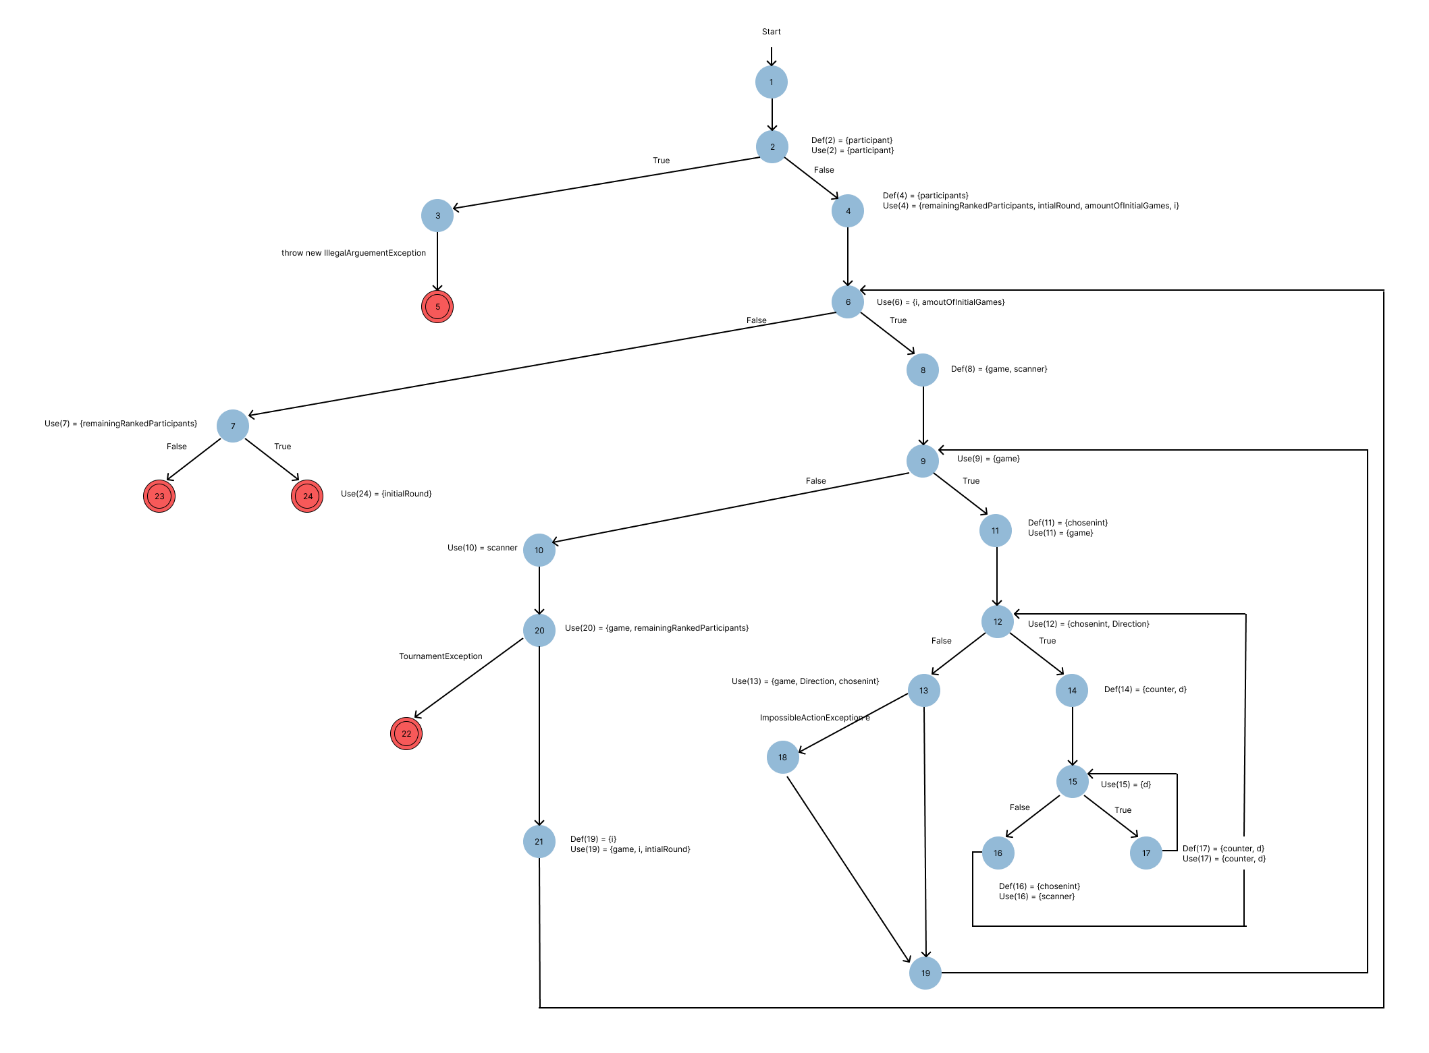 Start
1
2
Def(2) = {participant}
Use(2) = {participant}
True
False
3
4
Def(4) = {participants}
Use(4) = {remainingRankedParticipants, intialRound, amountOfInitialGames, i}
throw new IllegalArguementException
5
6
Use(6) = {i, amoutOfInitialGames}
False
True
8
Def(8) = {game, scanner}
Use(7) = {remainingRankedParticipants}
7
False
True
23
24
Use(24) = {initialRound}
9
Use(9) = {game}
False
True
11
Def(11) = {chosenint}
Use(11) = {game}
Use(10) = scanner
10
20
Use(20) = {game, remainingRankedParticipants}
12
Use(12) = {chosenint, Direction}
False
True
TournamentException
22
Use(13) = {game, Direction, chosenint}
13
14
Def(14) = {counter, d}
ImpossibleActionException e
18
15
Use(15) = {d}
False
True
21
Def(19) = {i}
Use(19) = {game, i, intialRound}
16
17
Def(17) = {counter, d}
Use(17) = {counter, d}
Def(16) = {chosenint}
Use(16) = {scanner}
19